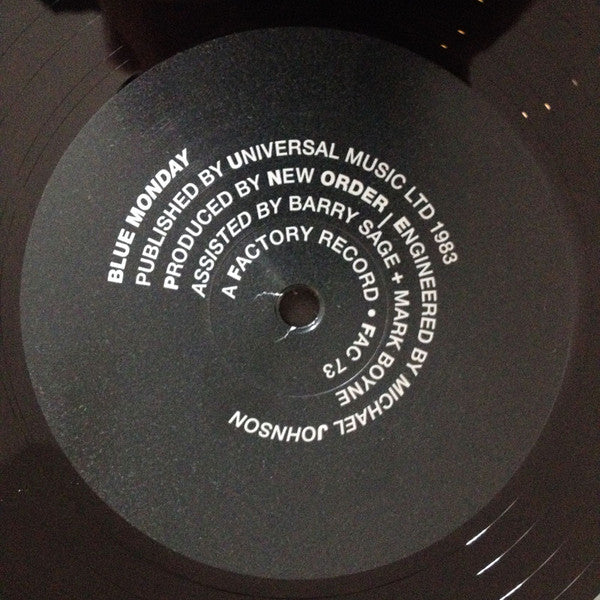 BLUE MONDAY
PUBLISHED BY UNIVERSAL MUSIC LTD 1983
PRODUCED BY NEW ORDER | ENGINEERED BY MICHAEL JOHNSON
ASSISTED BY BARRY SAGE + MARK BOYNE
A FACTORY RECORD • FAC 73